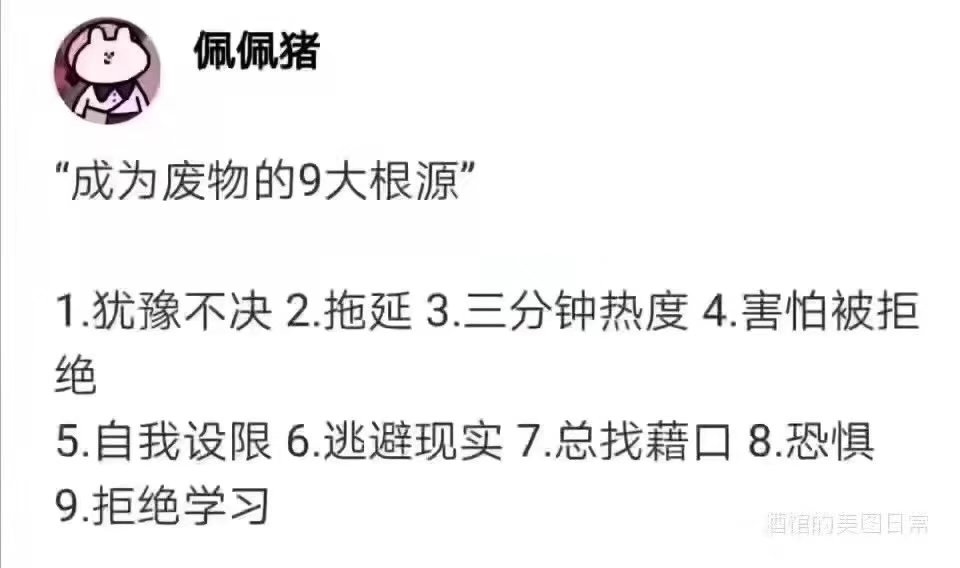 佩佩猪
“成为废物的9大根源”
1.犹豫不决 2.拖延 3.三分钟热度 4.害怕被拒
绝
5.自我设限 6.逃避现实 7.总找藉口 8.恐惧
9.拒绝学习
酒馆的美图日常